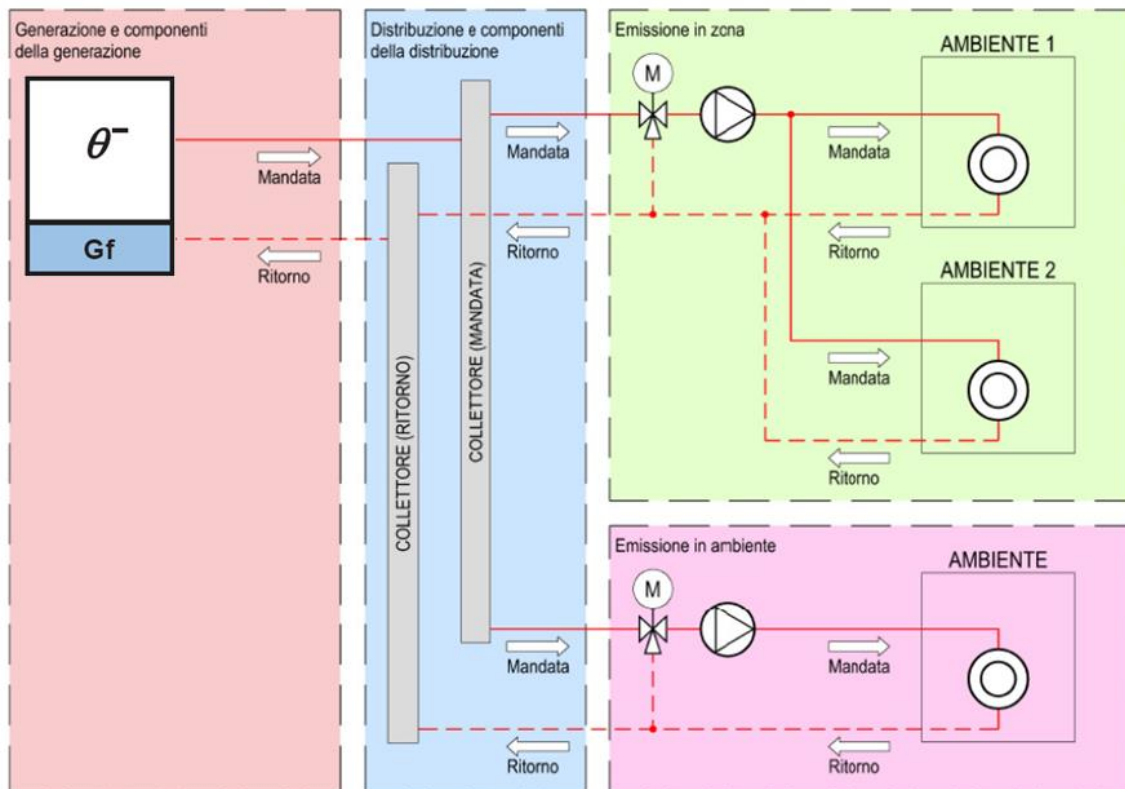 Generazione e componenti
della generazione
θ⁻
Gf
Mandata
Ritorno
Distribuzione e componenti
della distribuzione
COLLETTORE (RITORNO)
COLLETTORE (MANDATA)
Mandata
Ritorno
Mandata
Ritorno
Emissione in zona
M
Mandata
Ritorno
AMBIENTE 1
AMBIENTE 2
Mandata
Ritorno
Emissione in ambiente
M
AMBIENTE
Mandata
Ritorno